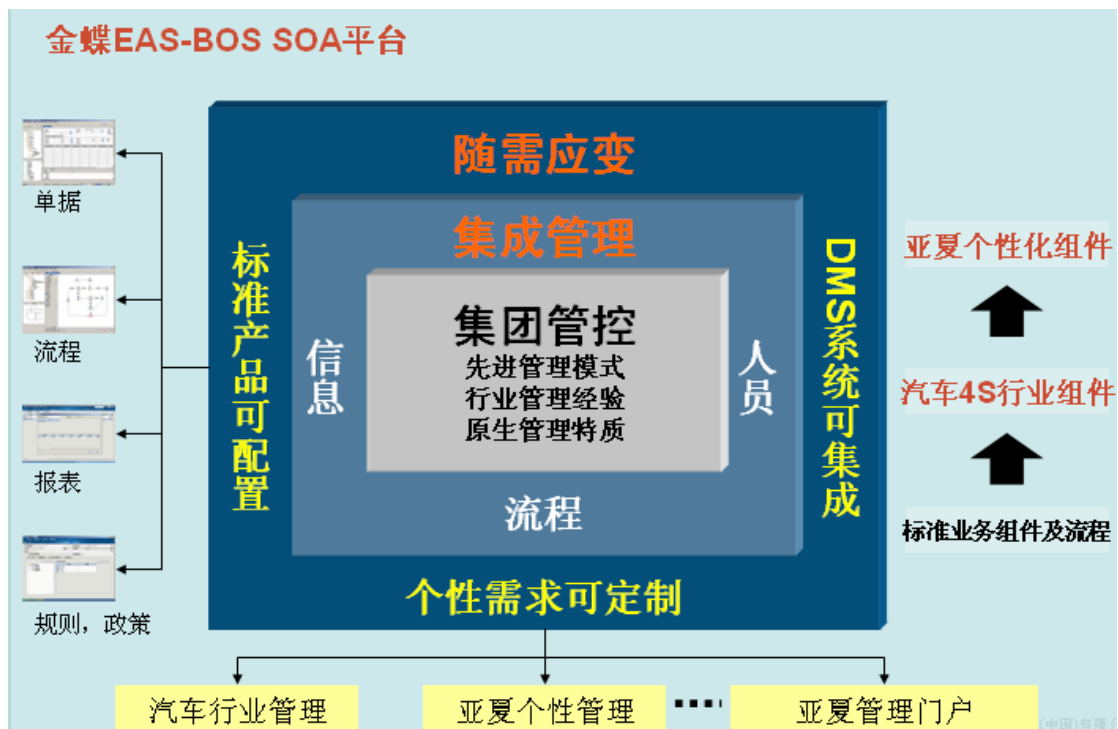 金蝶EAS-BOS SOA平台
单据
流程
报表
规则，政策
随需应变
集成管理
标准产品可配置
信息
集团管控
先进管理模式
行业管理经验
原生管理特质
人员
DMS系统可集成
流程
个性需求可定制
亚夏个性化组件
汽车4S行业组件
标准业务组件及流程
汽车行业管理
亚夏个性管理
亚夏管理门户